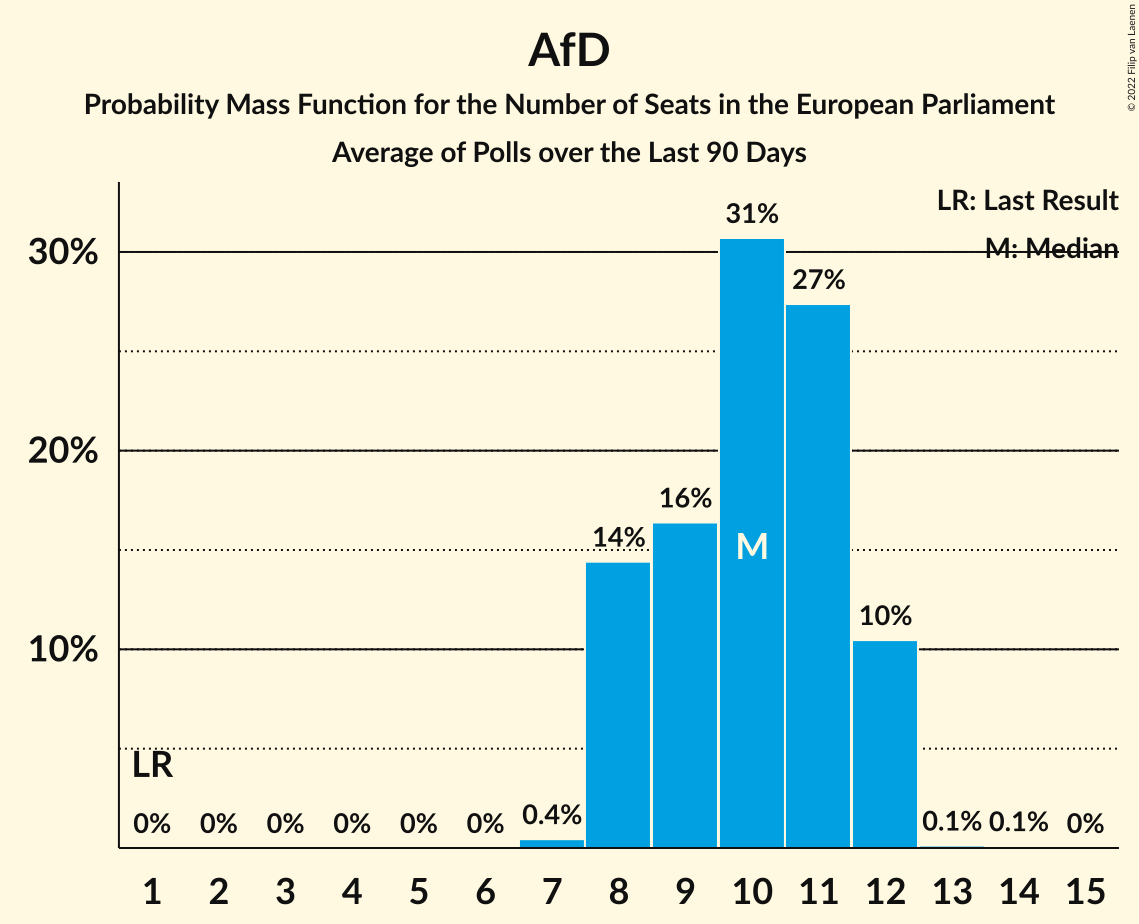 AfD
Probability Mass Function for the Number of Seats in the European Parliament
Average of Polls over the Last 90 Days
© 2022 Filip van Laenen
LR: Last Result
M: Median
30%
20%
10%
31%
27%
16%
14%
M
10%
LR
0% 0% 0% 0% 0% 0% 0.4% 0.1% 0.1% 0%
1 2 3 4 5 6 7 8 9 10 11 12 13 14 15